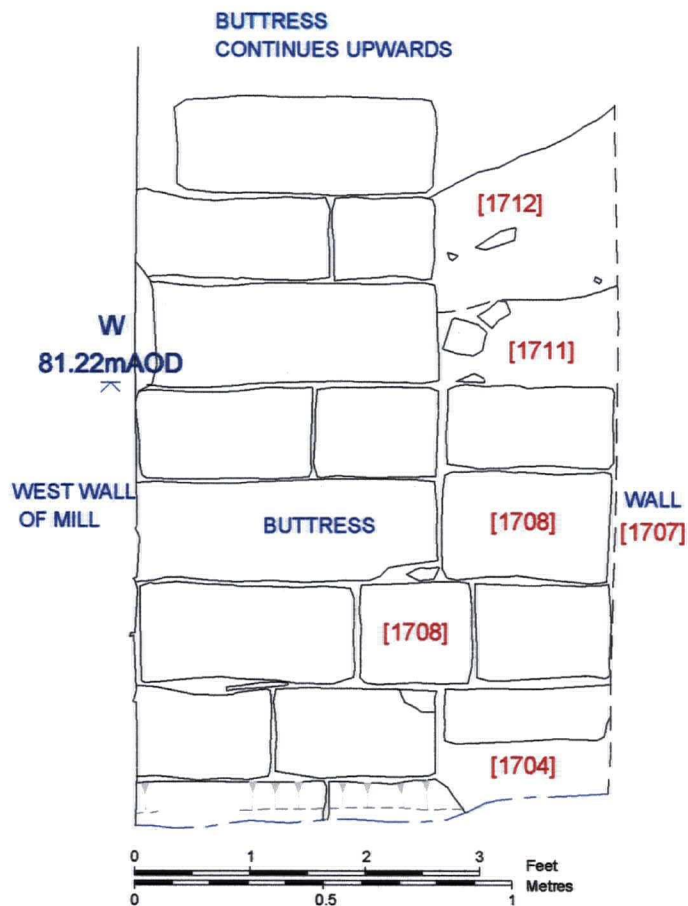 BUTTRESS
CONTINUES UPWARDS
[1712]
W
81.22mAOD
[1711]
WEST WALL
OF MILL
BUTTRESS
[1708]
WALL
[1707]
[1708]
[1704]
0 1 2 3 Feet
0 0.5 1 Metres